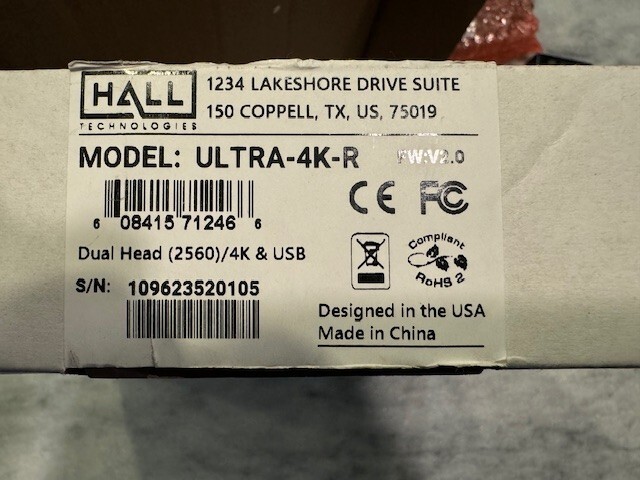 HALL
TECHNOLOGIES
1234 LAKESHORE DRIVE SUITE
150 COPPELL, TX, US, 75019
MODEL: ULTRA-4K-R FW:V2.0
6 08415 71246 6
CE FC
Dual Head (2560)/4K & USB
Compliant
RoHS 2
S/N: 109623520105
Designed in the USA
Made in China